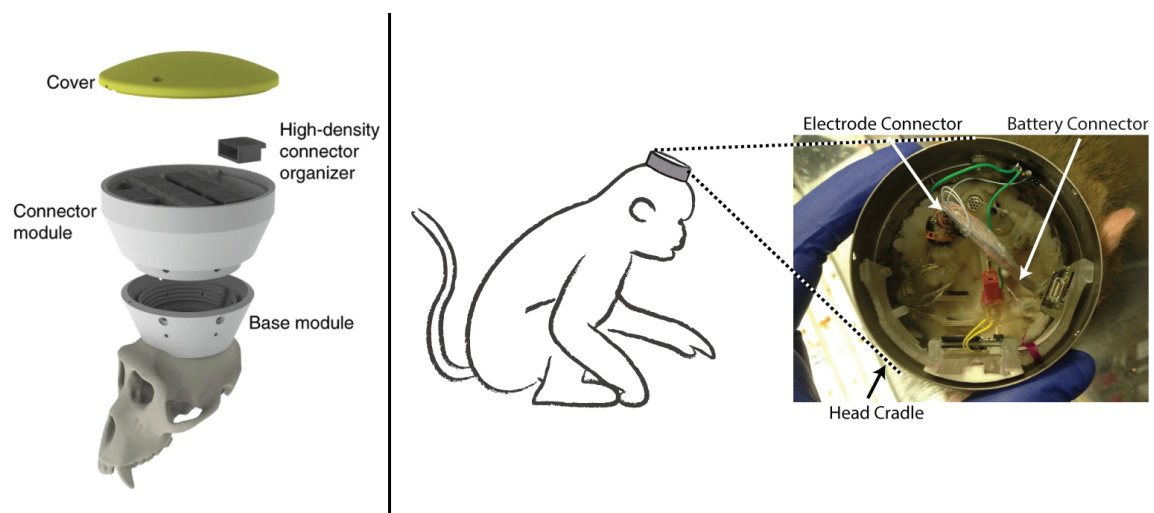 Cover
High-density
connector
organizer
Connector
module
Base module
Electrode Connector
Battery Connector
Head Cradle